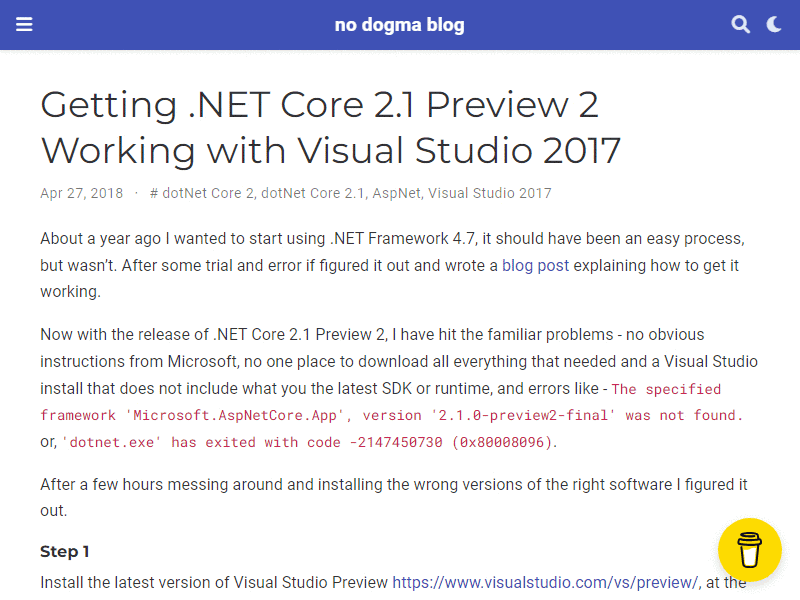 no dogma blog
Getting .NET Core 2.1 Preview 2
Working with Visual Studio 2017
Apr 27, 2018 · # dotNet Core 2, dotNet Core 2.1, AspNet, Visual Studio 2017
About a year ago I wanted to start using .NET Framework 4.7, it should have been an easy process,
but wasn't. After some trial and error if figured it out and wrote a blog post explaining how to get it
working.
Now with the release of .NET Core 2.1 Preview 2, I have hit the familiar problems - no obvious
instructions from Microsoft, no one place to download all everything that needed and a Visual Studio
install that does not include what you the latest SDK or runtime, and errors like - The specified
framework 'Microsoft.AspNetCore.App', version '2.1.0-preview2-final' was not found.
or, 'dotnet.exe' has exited with code -2147450730 (0x80008096).
After a few hours messing around and installing the wrong versions of the right software I figured it
out.
Step 1
Install the latest version of Visual Studio Preview https://www.visualstudio.com/vs/preview/, at the